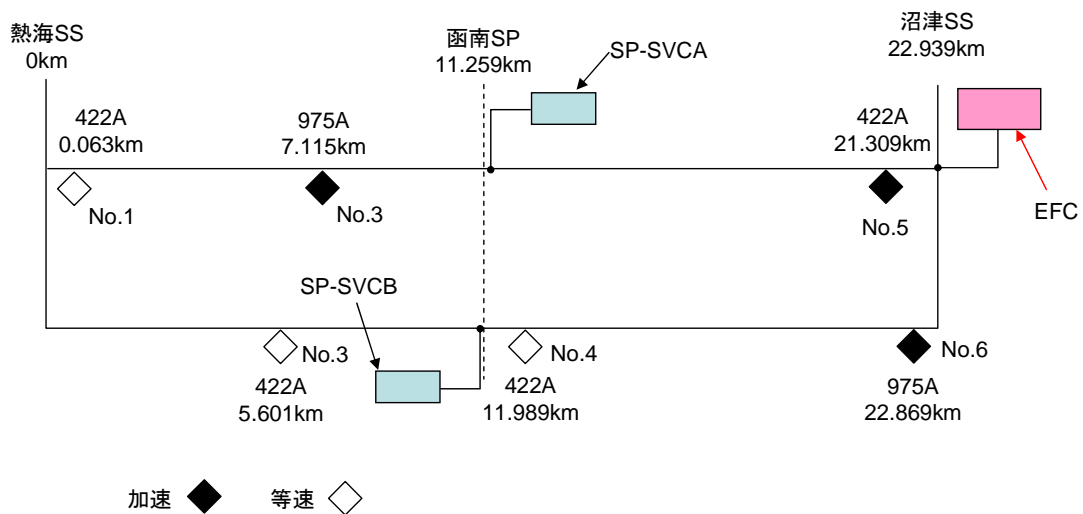 熱海SS
0km
函南SP
11.259km
SP-SVCA
沼津SS
22.939km
422A
0.063km
975A
7.115km
422A
21.309km
No.1
No.3
No.5
EFC
SP-SVCB
No.3
No.4
No.6
422A
5.601km
422A
11.989km
975A
22.869km
加速
等速